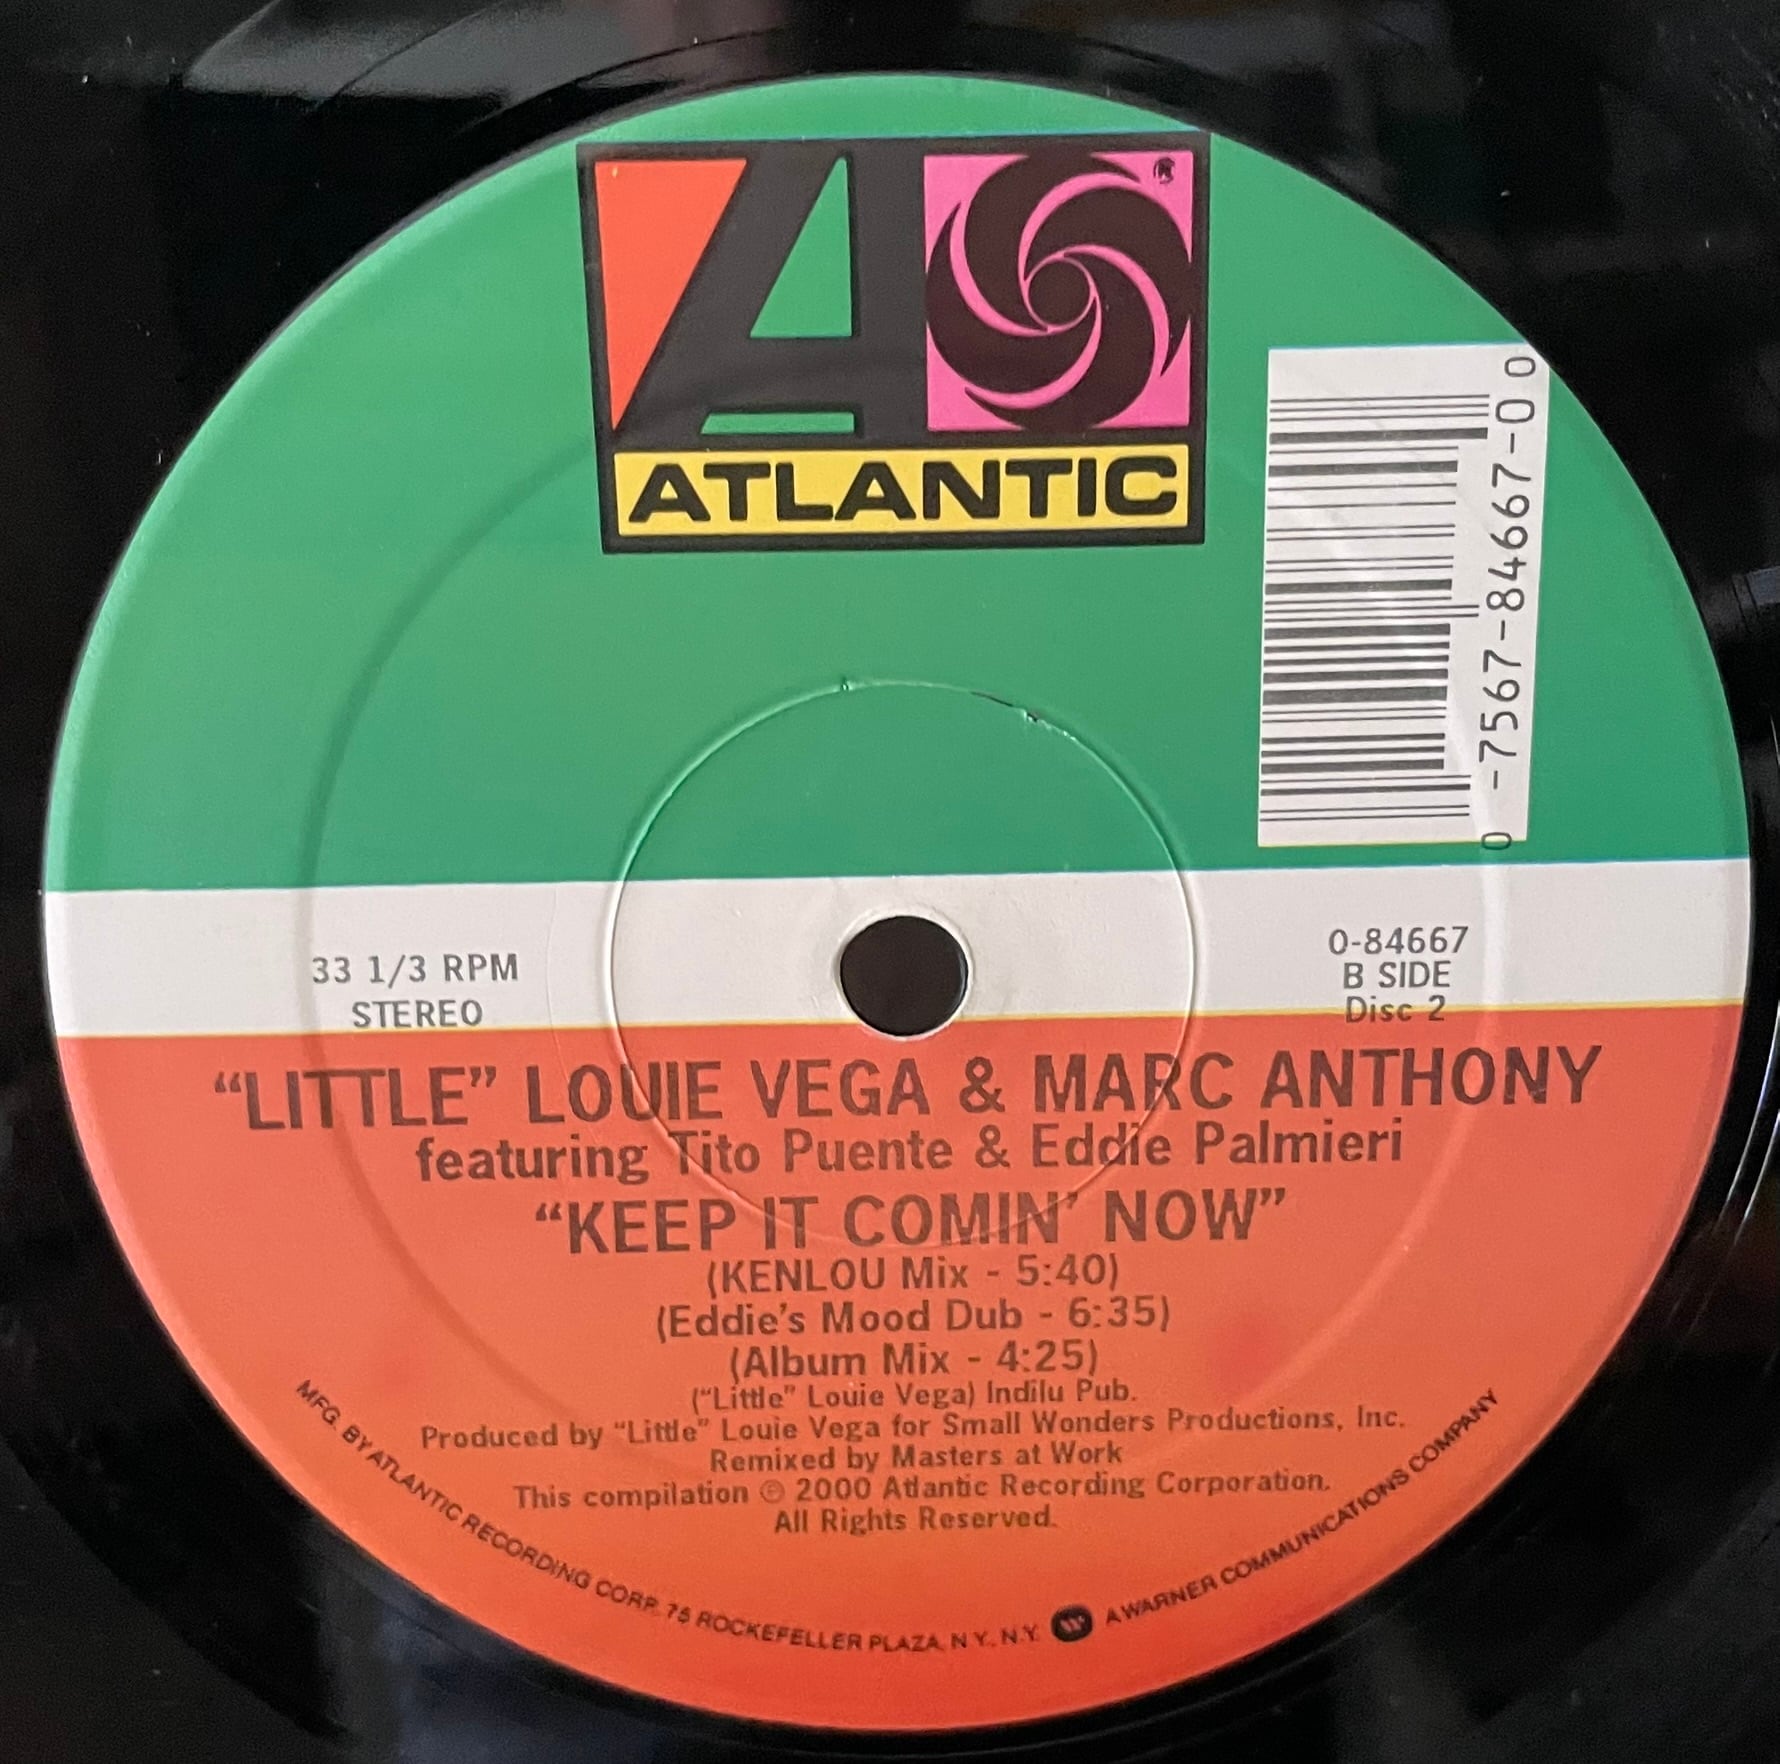 ®
ATLANTIC
0 -7567-84667-0 0
33 1/3 RPM
STEREO
0-84667
B SIDE
Disc 2
“LITTLE” LOUIE VEGA & MARC ANTHONY
featuring Tito Puente & Eddie Palmieri
“KEEP IT COMIN’ NOW”
(KENLOU Mix - 5:40)
(Eddie’s Mood Dub - 6:35)
(Album Mix - 4:25)
(“Little” Louie Vega) Indilu Pub.
Produced by “Little” Louie Vega for Small Wonders Productions, Inc.
Remixed by Masters at Work
This compilation ℗ 2000 Atlantic Recording Corporation.
All Rights Reserved.
MFG. BY ATLANTIC RECORDING CORP. 75 ROCKEFELLER PLAZA, N.Y., N.Y. A WARNER COMMUNICATIONS COMPANY